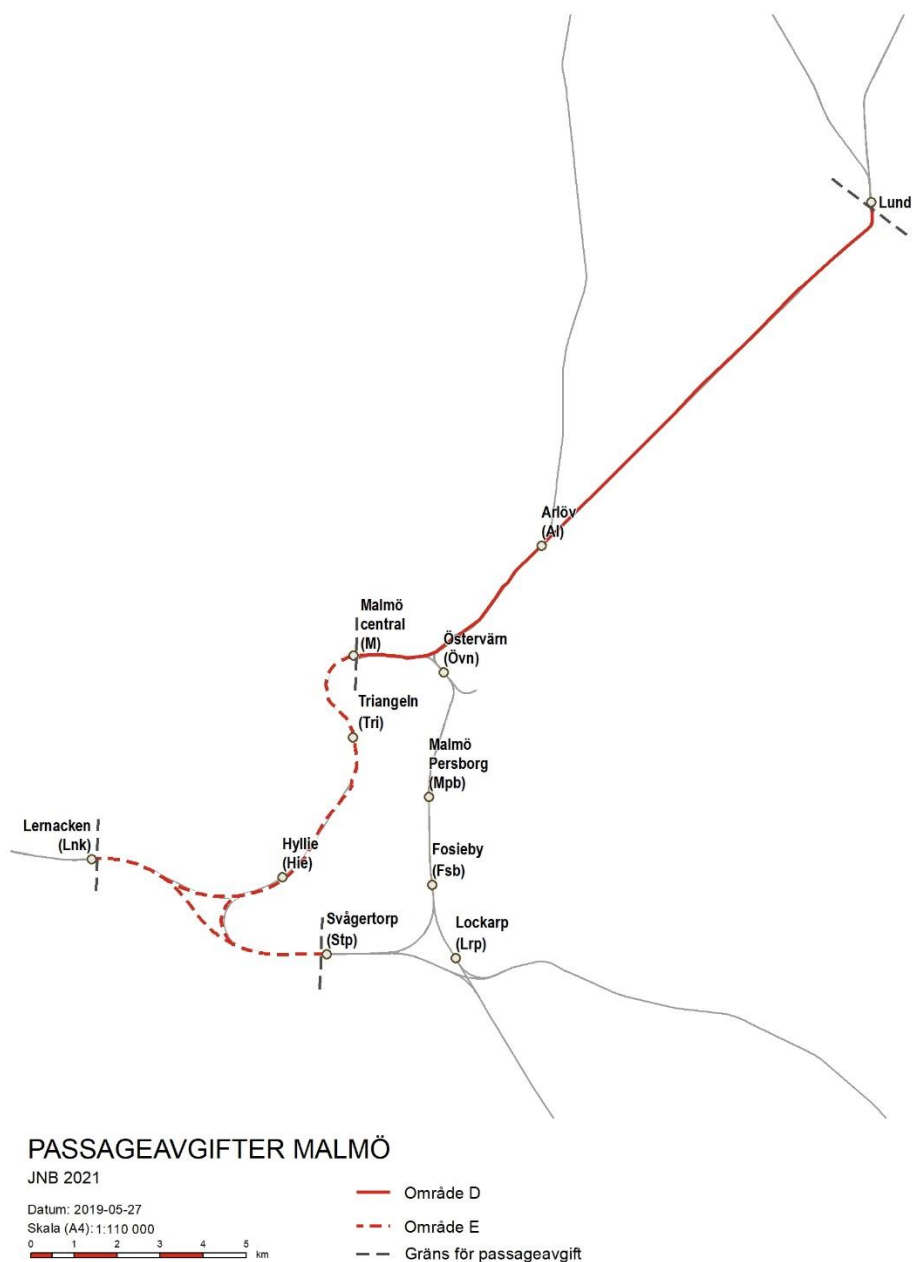 Lund
Arlöv
(Al)
Malmö
central
(M)
Östervärn
(Övn)
Triangeln
(Tri)
Malmö
Persborg
(Mpb)
Lernacken
(Lnk)
Hyllie
(Hie)
Fosieby
(Fsb)
Svågertorp
(Stp)
Lockarp
(Lrp)
PASSAGEAVGIFTER MALMÖ
JNB 2021
Datum: 2019-05-27
Skala (A4): 1:110 000
0 1 2 3 4 5
km
Område D
Område E
Gräns för passageavgift